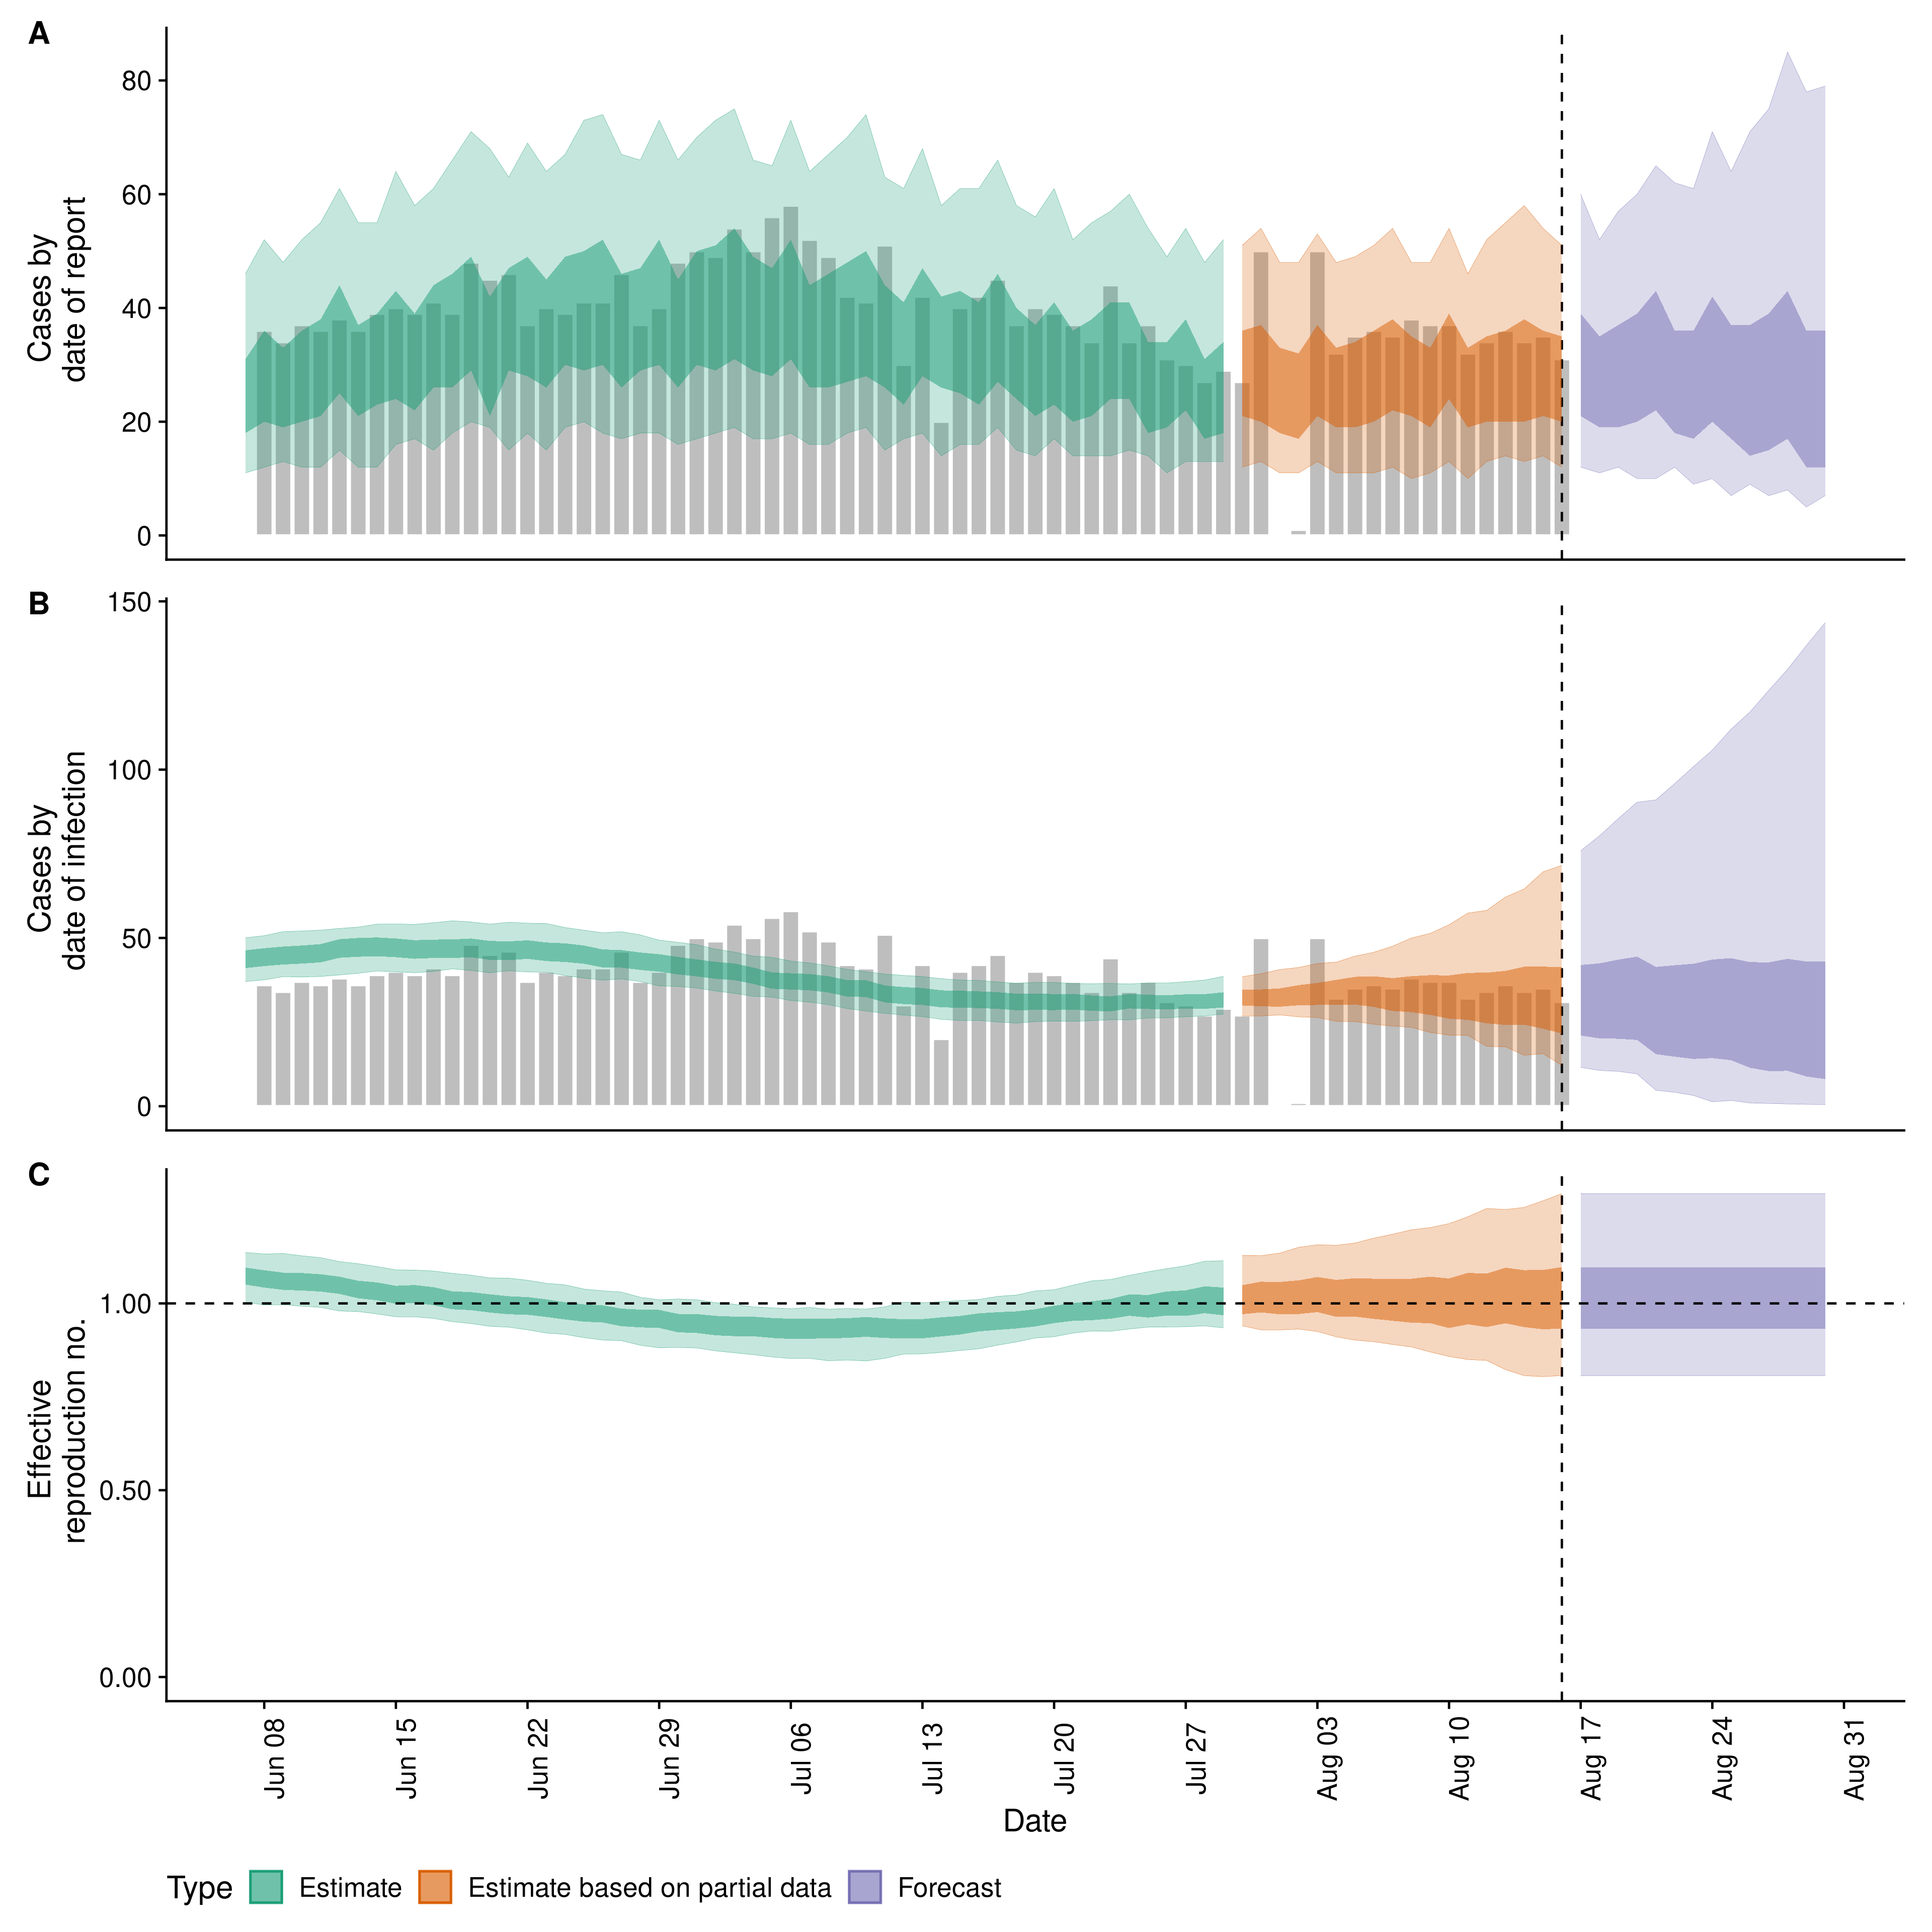 A
80
60
40
20
0
Cases by
date of report
B
150
100
50
0
Cases by
date of infection
C
1.00
0.50
0.00
Effective
reproduction no.
Jun 08
Jun 15
Jun 22
Jun 29
Jul 06
Jul 13
Jul 20
Jul 27
Aug 03
Aug 10
Aug 17
Aug 24
Aug 31
Date
Type Estimate Estimate based on partial data Forecast